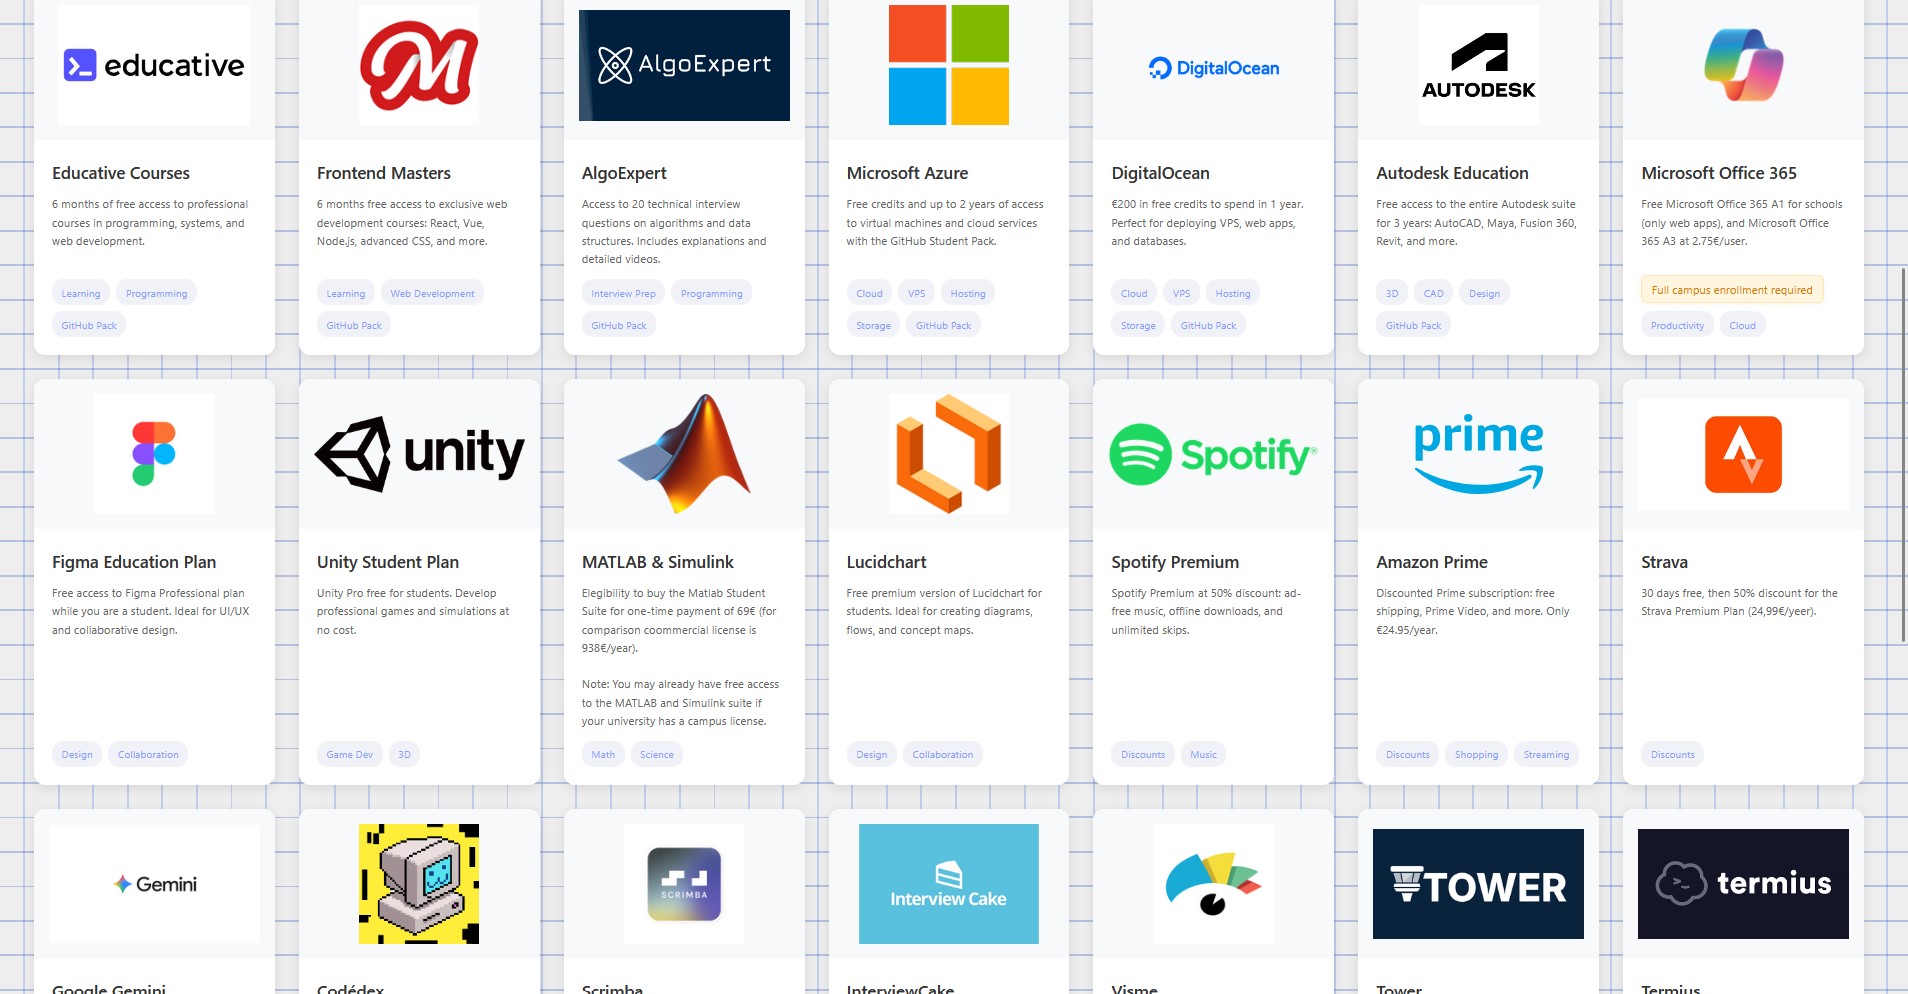 educative
M
AlgoExpert
DigitalOcean
AUTODESK
Educative Courses
6 months of free access to professional
courses in programming, systems, and
web development.
Learning
Programming
GitHub Pack
Frontend Masters
6 months free access to exclusive web
development courses: React, Vue,
Node.js, advanced CSS, and more.
Learning
Web Development
GitHub Pack
AlgoExpert
Access to 20 technical interview
questions on algorithms and data
structures. Includes explanations and
detailed videos.
Interview Prep
Programming
GitHub Pack
Microsoft Azure
Free credits and up to 2 years of access
to virtual machines and cloud services
with the GitHub Student Pack.
Cloud
VPS
Hosting
Storage
GitHub Pack
DigitalOcean
€200 in free credits to spend in 1 year.
Perfect for deploying VPS, web apps,
and databases.
Cloud
VPS
Hosting
Storage
GitHub Pack
Autodesk Education
Free access to the entire Autodesk suite
for 3 years: AutoCAD, Maya, Fusion 360,
Revit, and more.
3D
CAD
Design
GitHub Pack
Microsoft Office 365
Free Microsoft Office 365 A1 for schools
(only web apps), and Microsoft Office
365 A3 at 2.75€/user.
Full campus enrollment required
Productivity
Cloud
unity
Spotify®
prime
Figma Education Plan
Free access to Figma Professional plan
while you are a student. Ideal for UI/UX
and collaborative design.
Design
Collaboration
Unity Student Plan
Unity Pro free for students. Develop
professional games and simulations at
no cost.
Game Dev
3D
MATLAB & Simulink
Elegibility to buy the Matlab Student
Suite for one-time payment of 69€ (for
comparison coommercial license is
938€/year).
Note: You may already have free access
to the MATLAB and Simulink suite if
your university has a campus license.
Math
Science
Lucidchart
Free premium version of Lucidchart for
students. Ideal for creating diagrams,
flows, and concept maps.
Design
Collaboration
Spotify Premium
Spotify Premium at 50% discount: ad-
free music, offline downloads, and
unlimited skips.
Discounts
Music
Amazon Prime
Discounted Prime subscription: free
shipping, Prime Video, and more. Only
€24.95/year.
Discounts
Shopping
Streaming
Strava
30 days free, then 50% discount for the
Strava Premium Plan (24,99€/year).
Discounts
Gemini
SCRIMBA
Interview Cake
TOWER
termius
Google Gemini
Codédex
Scrimba
InterviewCake
Visme
Tower
Termius